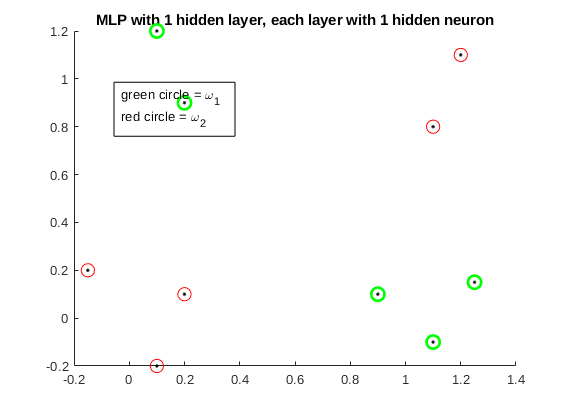 MLP with 1 hidden layer, each layer with 1 hidden neuron
1.2
1
0.8
0.6
0.4
0.2
0
-0.2
green circle = ω1
red circle = ω2
-0.2 0 0.2 0.4 0.6 0.8 1 1.2 1.4